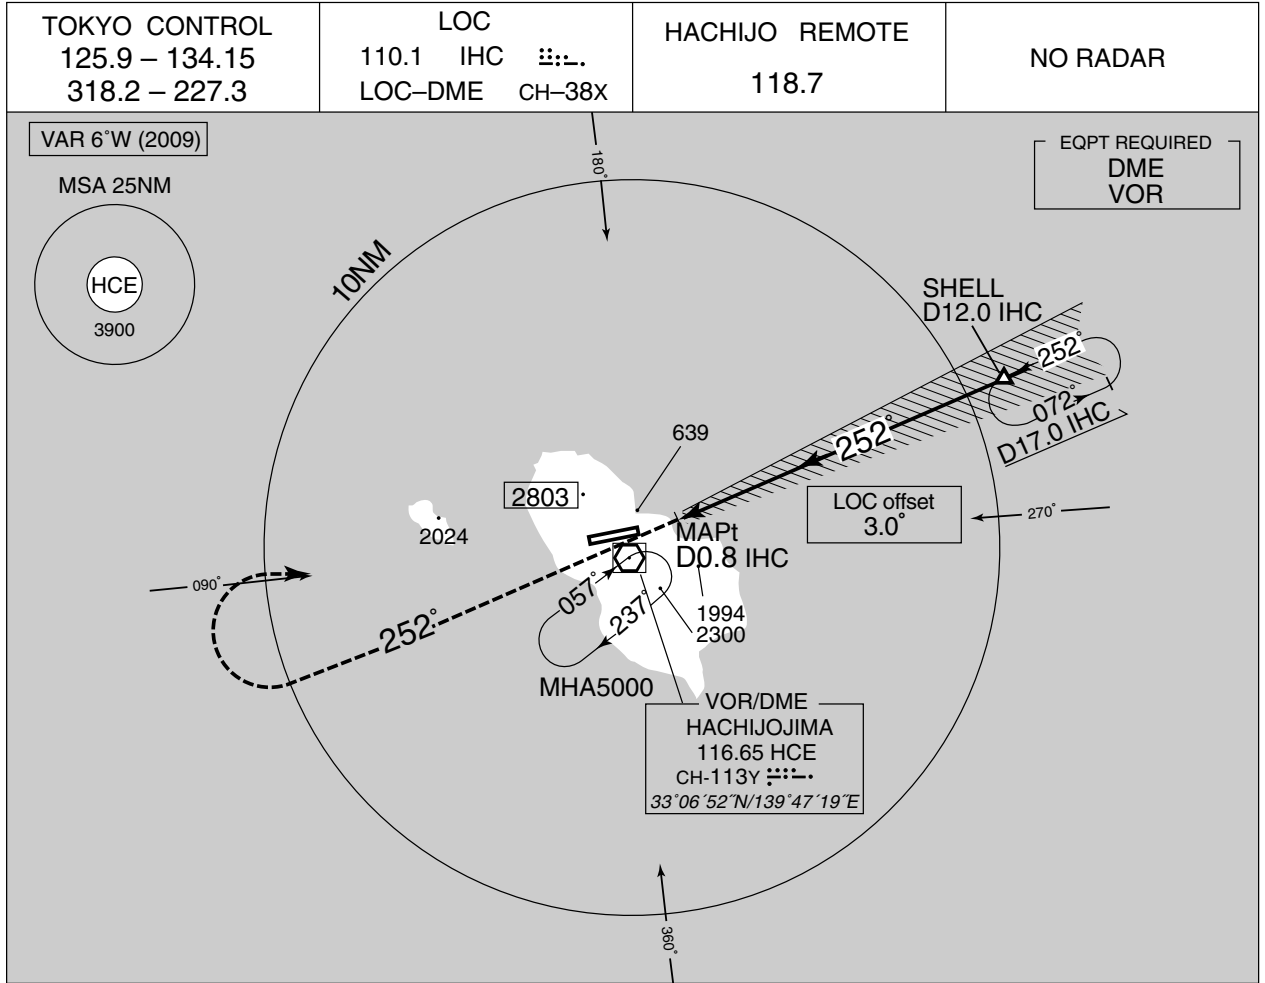 TOKYO CONTROL
125.9 – 134.15
318.2 – 227.3
LOC
110.1 IHC
LOC–DME CH–38X
HACHIJO REMOTE
118.7
NO RADAR
VAR 6°W (2009)
MSA 25NM
HCE
3900
EQPT REQUIRED
DME
VOR
180°
10NM
SHELL
D12.0 IHC
252°
072°
D17.0 IHC
252°
639
2803
2024
LOC offset
3.0°
270°
MAPt
D0.8 IHC
090°
057°
237°
1994
2300
252°
MHA5000
VOR/DME
HACHIJOJIMA
116.65 HCE
CH-113Y
33°06´52˝N/139°47´19˝E
360°